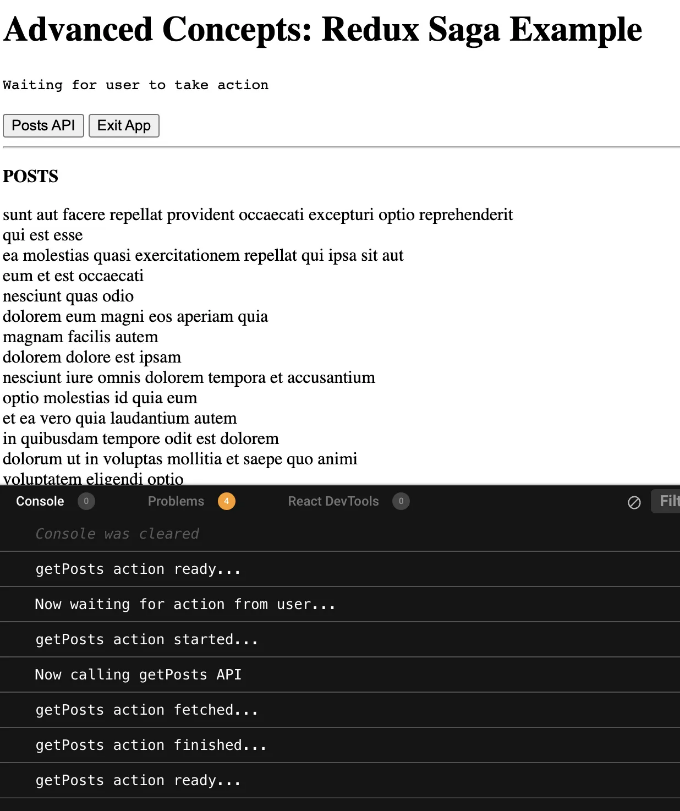 Advanced Concepts: Redux Saga Example
Waiting for user to take action
Posts API Exit App
POSTS
sunt aut facere repellat provident occaecati excepturi optio reprehenderit
qui est esse
ea molestias quasi exercitationem repellat qui ipsa sit aut
eum et est occaecati
nesciunt quas odio
dolorem eum magni eos aperiam quia
magnam facilis autem
dolorem dolore est ipsam
nesciunt iure omnis dolorem tempora et accusantium
optio molestias id quia eum
et ea vero quia laudantium autem
in quibusdam tempore odit est dolorem
dolorum ut in voluptas mollitia et saepe quo animi
voluptatem eligendi optio
Console 0 Problems 4 React DevTools 0 Filt
Console was cleared
getPosts action ready...
Now waiting for action from user...
getPosts action started...
Now calling getPosts API
getPosts action fetched...
getPosts action finished...
getPosts action ready...